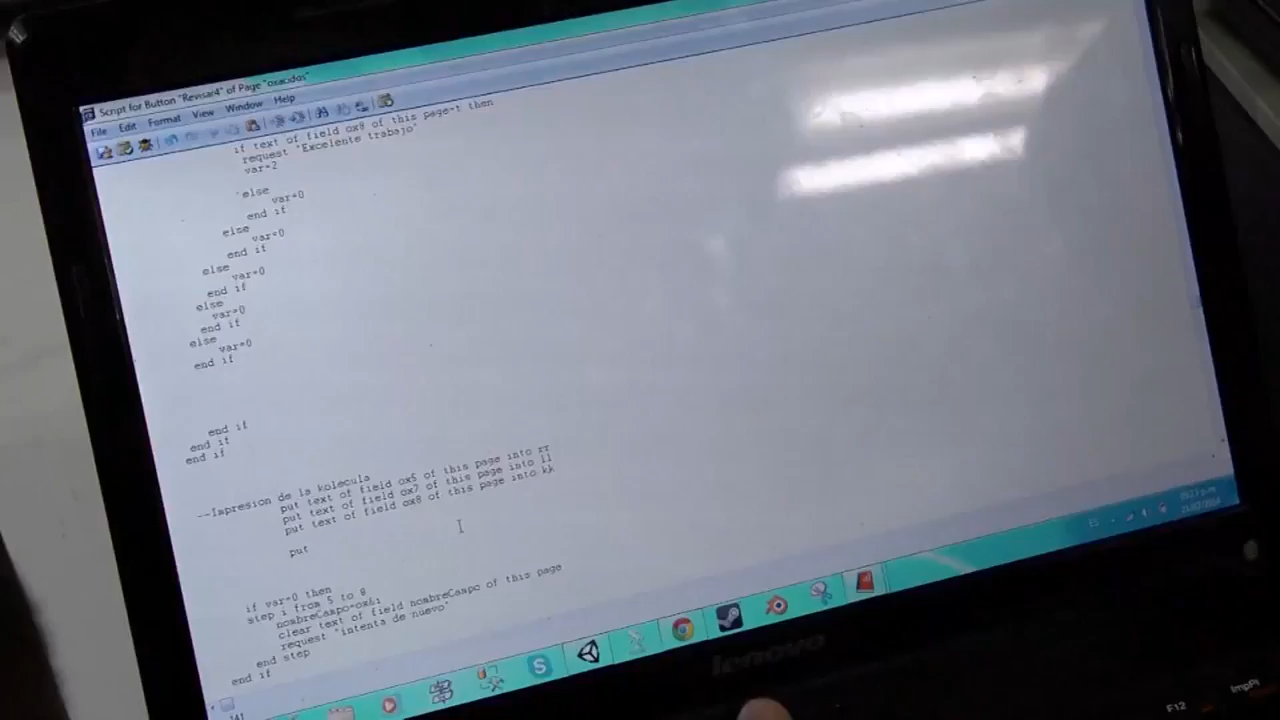 Script for Button "Revisar4" of Page "oxacidos"
File Edit Format View Window Help
if text of field ox8 of this page=t then
request "Excelente trabajo"
var=2
else
var=0
end if
else
var=0
end if
else
var=0
end if
else
var=0
end if
else
var=0
end if
end if
end if
end if
--Impresion de la kolecula
put text of field ox5 of this page into rr
put text of field ox7 of this page into ll
put text of field ox8 of this page into kk
put
if var=0 then
step i from 5 to 8
nombreCampo=ox&i
clear text of field nombreCampo of this page
request "intenta de nuevo"
end step
end if
141
ES
lenovo
F12
ImpPt